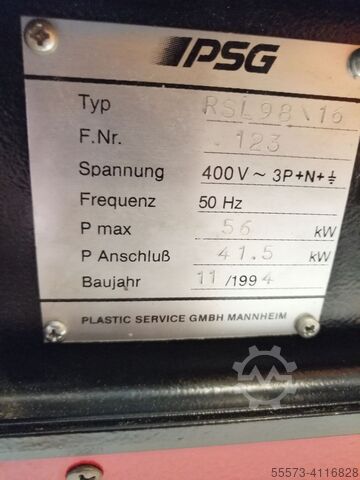 PSG
Typ RSL98\16
F.Nr. .123
Spannung 400V ~ 3P+N+⏚
Frequenz 50 Hz
P max 56 kW
P Anschluß 41.5 kW
Baujahr 11/1994
PLASTIC SERVICE GMBH MANNHEIM
55573-4116828